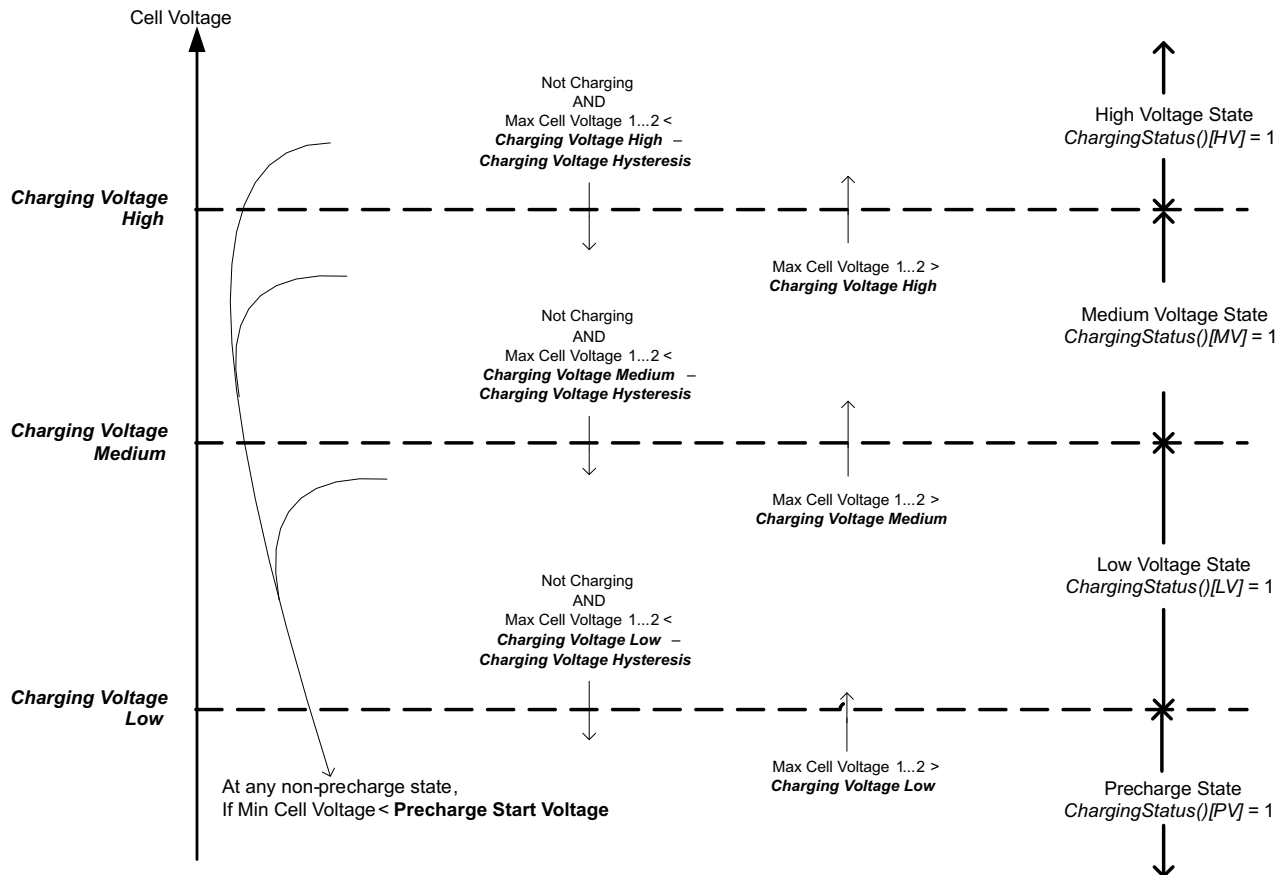 Cell Voltage
Not Charging
AND
Max Cell Voltage 1...2 <
Charging Voltage High –
Charging Voltage Hysteresis
High Voltage State
ChargingStatus()[HV] = 1
Charging Voltage
High
Max Cell Voltage 1...2 >
Charging Voltage High
Not Charging
AND
Max Cell Voltage 1...2 <
Charging Voltage Medium –
Charging Voltage Hysteresis
Medium Voltage State
ChargingStatus()[MV] = 1
Charging Voltage
Medium
Max Cell Voltage 1...2 >
Charging Voltage Medium
Not Charging
AND
Max Cell Voltage 1...2 <
Charging Voltage Low –
Charging Voltage Hysteresis
Low Voltage State
ChargingStatus()[LV] = 1
Charging Voltage
Low
At any non-precharge state,
If Min Cell Voltage < Precharge Start Voltage
Max Cell Voltage 1...2 >
Charging Voltage Low
Precharge State
ChargingStatus()[PV] = 1